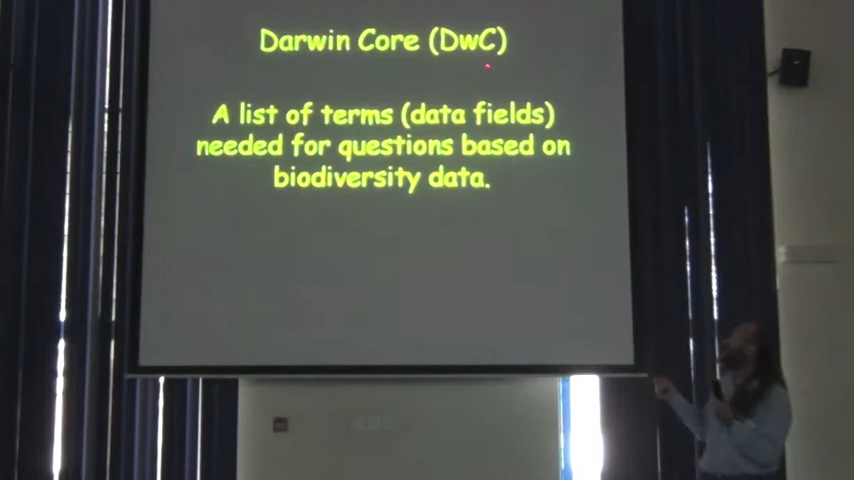 Darwin Core (DwC)
A list of terms (data fields)
needed for questions based on
biodiversity data.